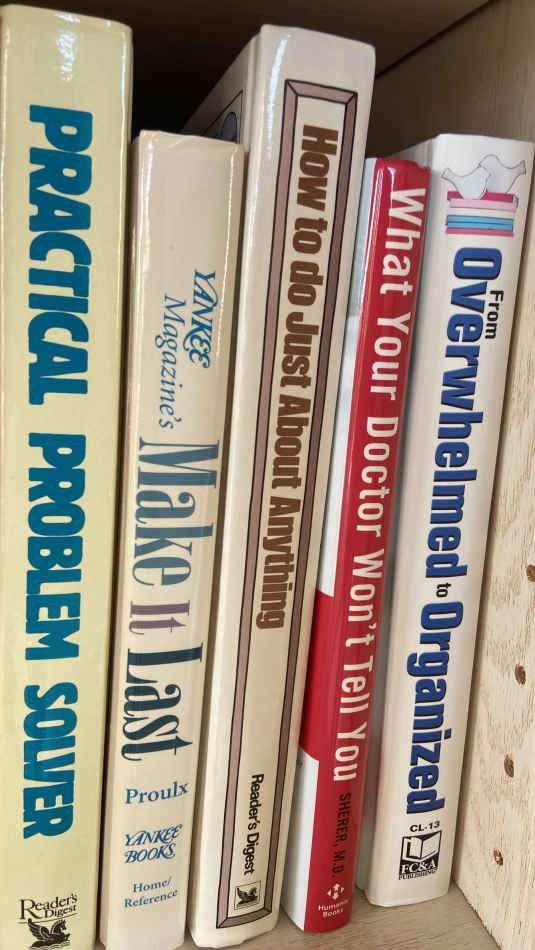 PRACTICAL PROBLEM SOLVER
Reader's
Digest
YANKEE
Magazine's
Make It Last
Proulx
YANKEE
BOOKS
Home/
Reference
How to do Just About Anything
Reader's Digest
What Your Doctor Won't Tell You
SHERER, M.D.
Humanix
Books
From
Overwhelmed to Organized
CL-13
FC&A
PUBLISHING